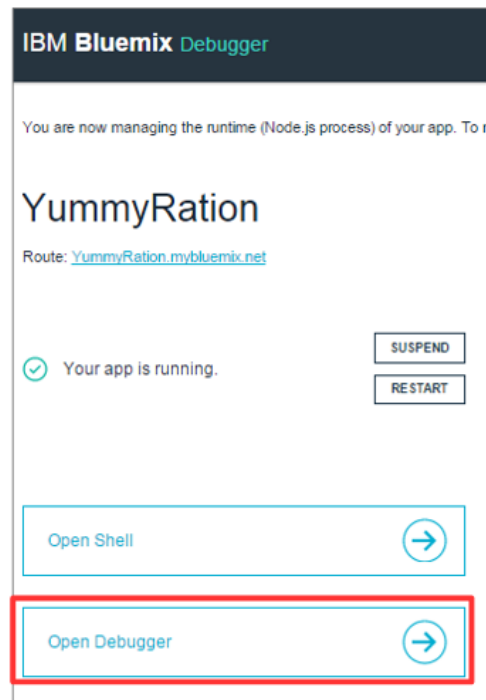 IBM Bluemix Debugger
You are now managing the runtime (Node.js process) of your app. To
YummyRation
Route: YummyRation.mybluemix.net
SUSPEND
Your app is running.
RESTART
Open Shell
Open Debugger